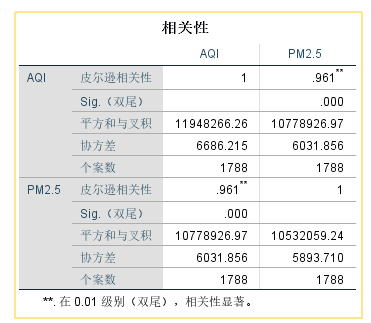 相关性
AQI PM2.5
AQI 皮尔逊相关性 1 .961**
Sig.（双尾） .000
平方和与叉积 11948266.26 10778926.97
协方差 6686.215 6031.856
个案数 1788 1788
PM2.5 皮尔逊相关性 .961** 1
Sig.（双尾） .000
平方和与叉积 10778926.97 10532059.24
协方差 6031.856 5893.710
个案数 1788 1788
**. 在 0.01 级别（双尾），相关性显著。